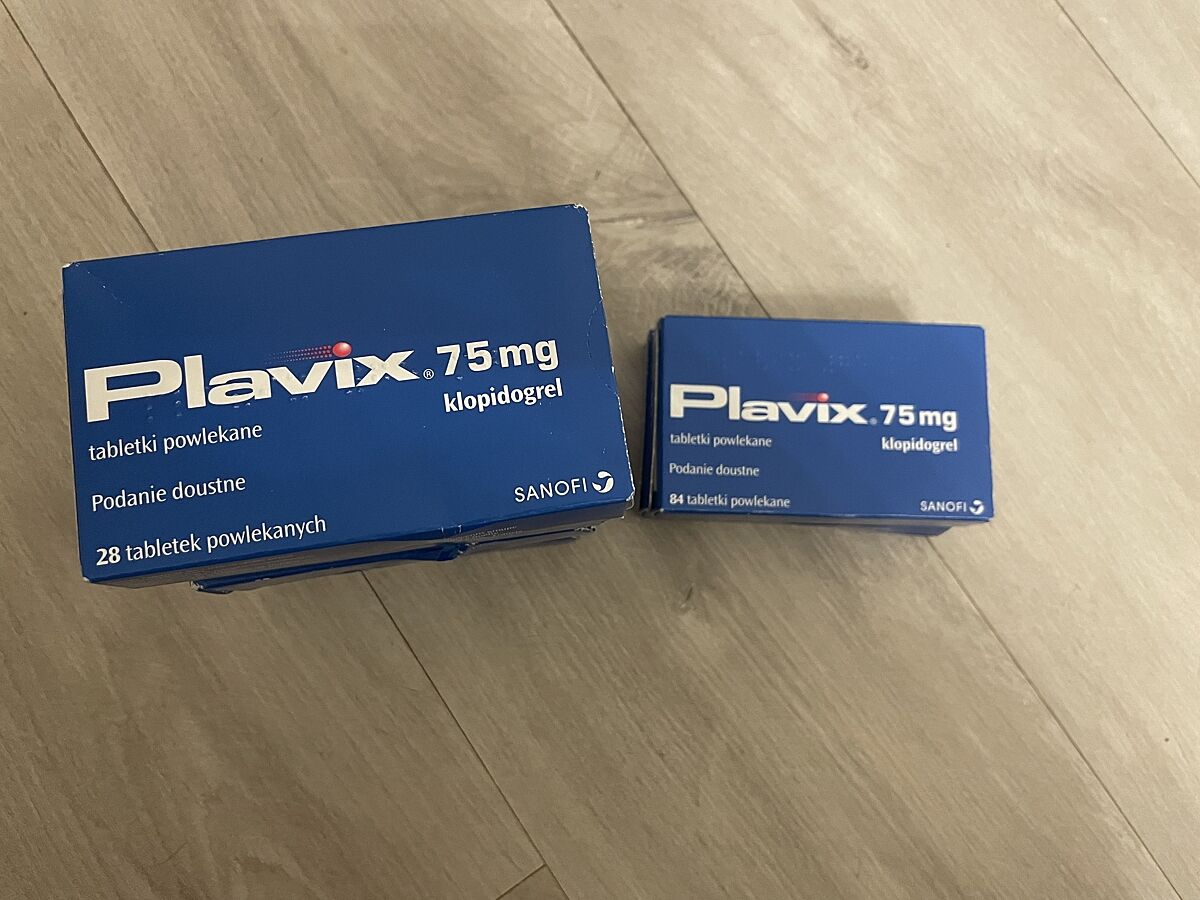 Plavix® 75 mg
klopidogrel
tabletki powlekane
Podanie doustne
28 tabletek powlekanych
SANOFI
Plavix® 75 mg
klopidogrel
tabletki powlekane
Podanie doustne
84 tabletki powlekane
SANOFI